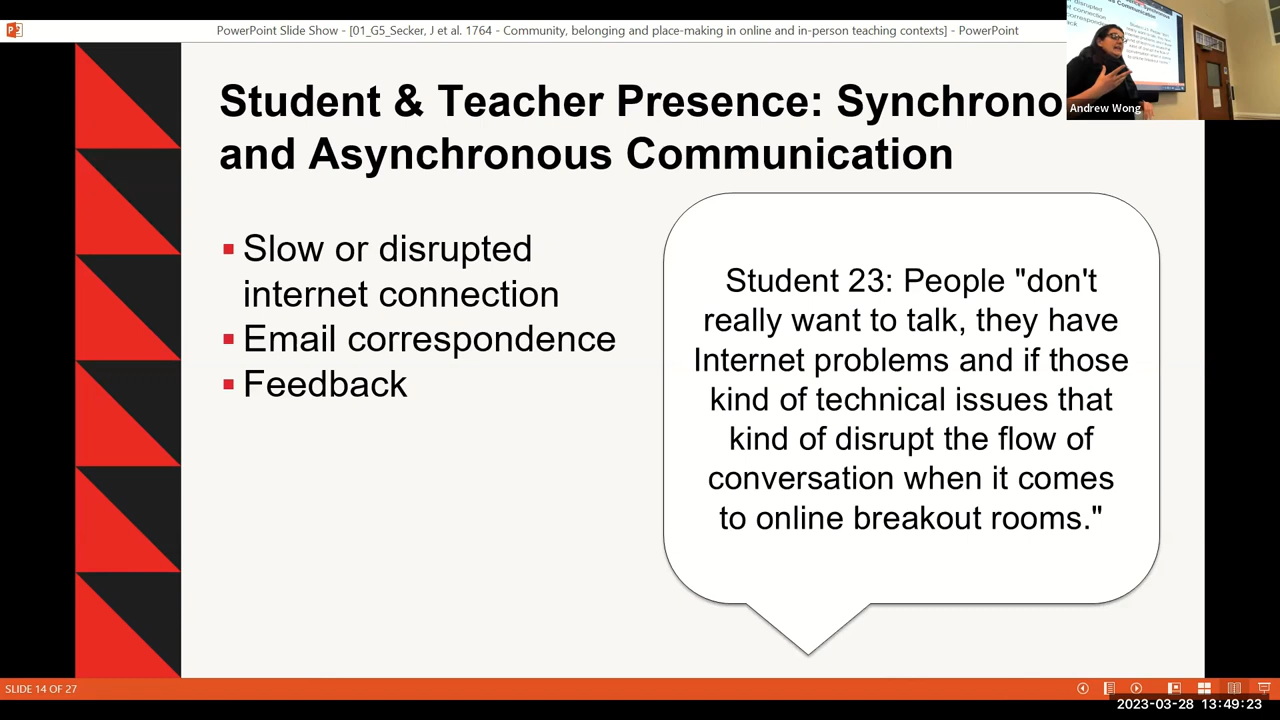 PowerPoint Slide Show - [01_G5_Secker, J et al. 1764 - Community, belonging and place-making in online and in-person teaching contexts] - PowerPoint
Andrew Wong
Student & Teacher Presence: Synchrono
and Asynchronous Communication
Slow or disrupted
internet connection
Email correspondence
Feedback
Student 23: People "don't
really want to talk, they have
Internet problems and if those
kind of technical issues that
kind of disrupt the flow of
conversation when it comes
to online breakout rooms."
SLIDE 14 OF 27
2023-03-28 13:49:23